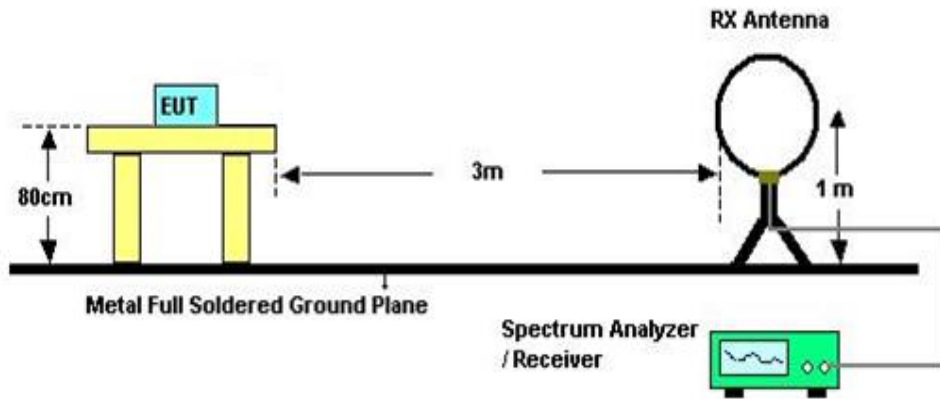 RX Antenna
EUT
80cm
3m
1 m
Metal Full Soldered Ground Plane
Spectrum Analyzer
/ Receiver